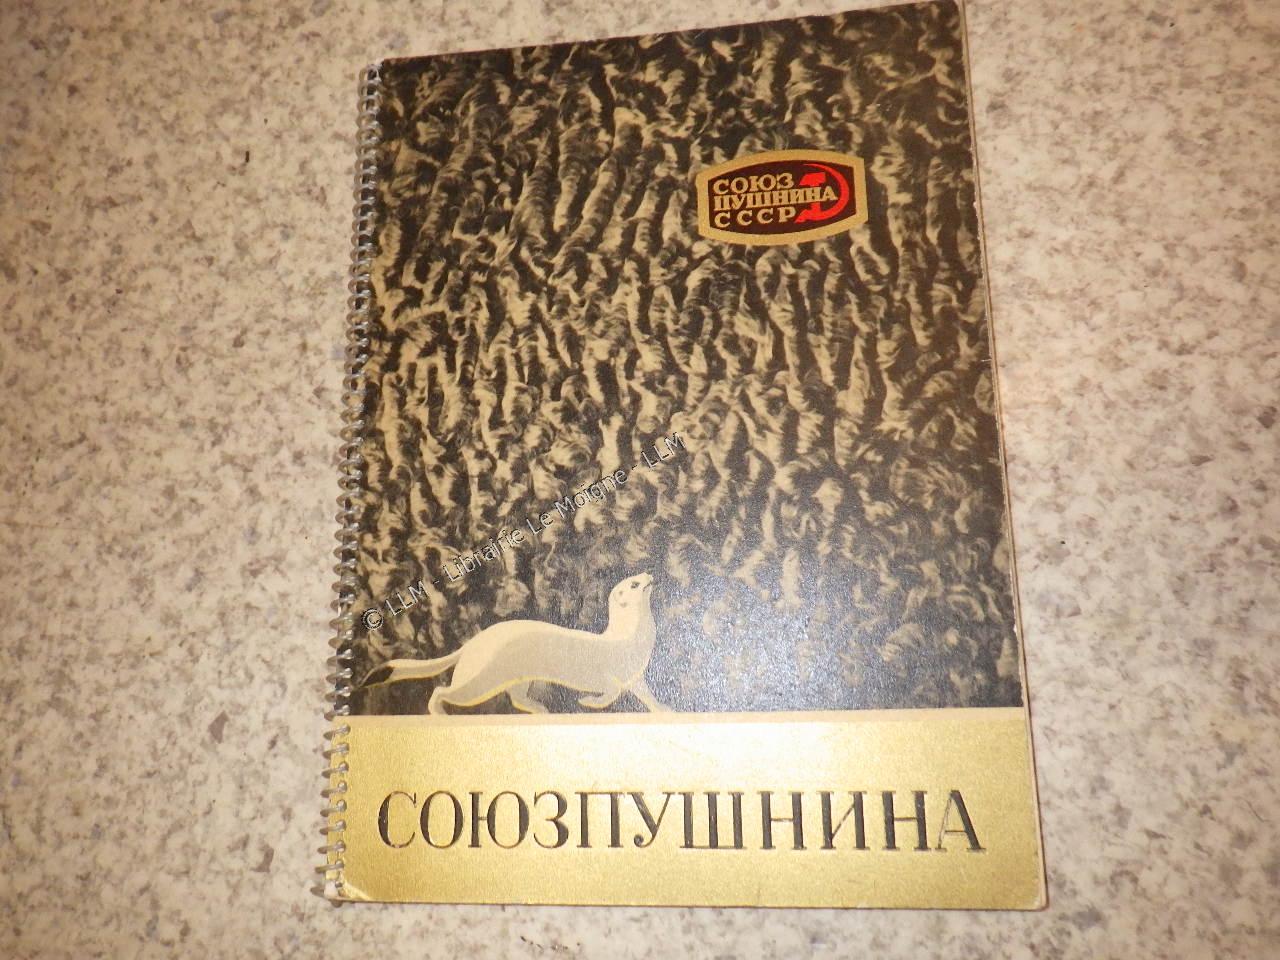 СОЮЗ
ПУШНИНА
СССР
© LLM - Librairie Le Moigne - LLM
СОЮЗПУШНИНА